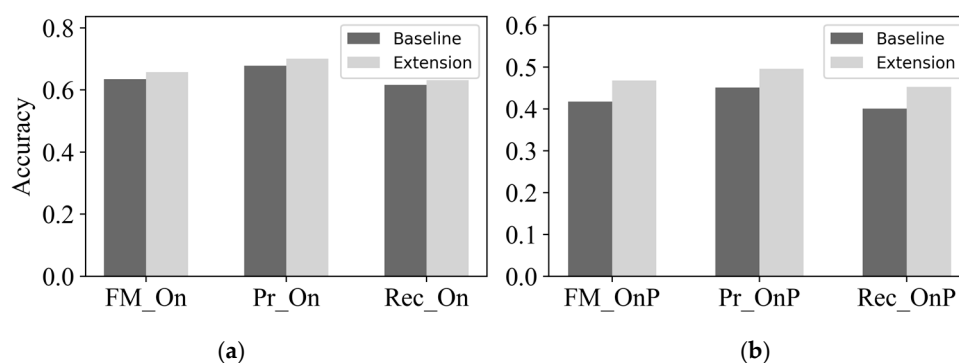 Accuracy
0.8
0.6
0.4
0.2
0.0
Baseline
Extension
FM_On Pr_On Rec_On
(a)
0.6
0.5
0.4
0.3
0.2
0.1
0.0
Baseline
Extension
FM_OnP Pr_OnP Rec_OnP
(b)